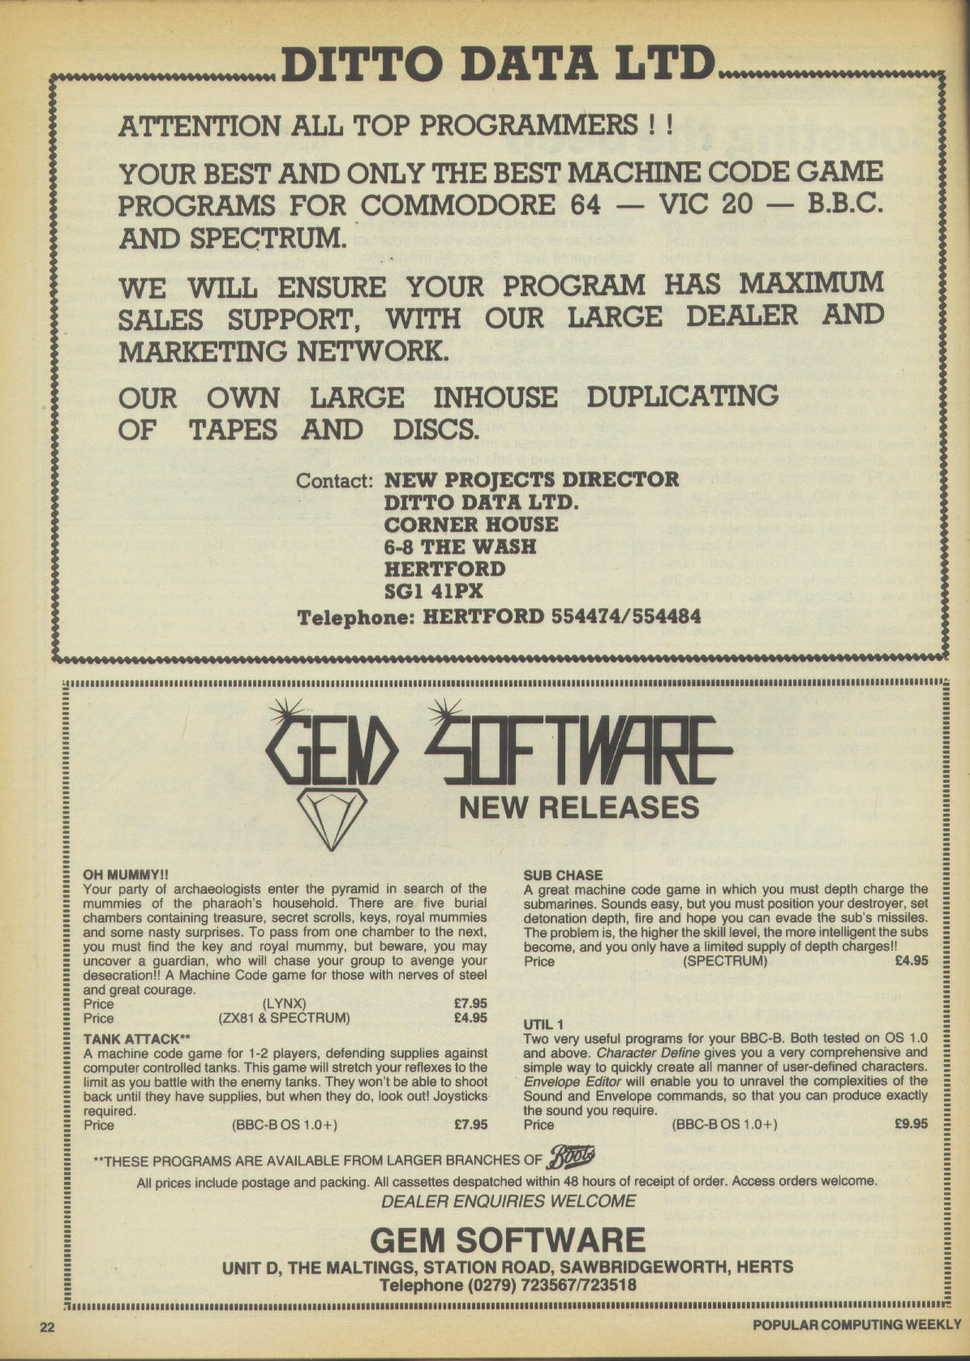 DITTO DATA LTD
ATTENTION ALL TOP PROGRAMMERS ! !
YOUR BEST AND ONLY THE BEST MACHINE CODE GAME
PROGRAMS FOR COMMODORE 64 — VIC 20 — B.B.C.
AND SPECTRUM.
WE WILL ENSURE YOUR PROGRAM HAS MAXIMUM
SALES SUPPORT, WITH OUR LARGE DEALER AND
MARKETING NETWORK.
OUR OWN LARGE INHOUSE DUPLICATING
OF TAPES AND DISCS.
Contact: NEW PROJECTS DIRECTOR
DITTO DATA LTD.
CORNER HOUSE
6-8 THE WASH
HERTFORD
SG1 41PX
Telephone: HERTFORD 554474/554484
GEM SOFTWARE
NEW RELEASES
OH MUMMY!!
Your party of archaeologists enter the pyramid in search of the
mummies of the pharaoh's household. There are five burial
chambers containing treasure, secret scrolls, keys, royal mummies
and some nasty surprises. To pass from one chamber to the next,
you must find the key and royal mummy, but beware, you may
uncover a guardian, who will chase your group to avenge your
desecration!! A Machine Code game for those with nerves of steel
and great courage.
Price (LYNX) £7.95
Price (ZX81 & SPECTRUM) £4.95
TANK ATTACK**
A machine code game for 1-2 players, defending supplies against
computer controlled tanks. This game will stretch your reflexes to the
limit as you battle with the enemy tanks. They won't be able to shoot
back until they have supplies, but when they do, look out! Joysticks
required.
Price (BBC-B OS 1.0+) £7.95
SUB CHASE
A great machine code game in which you must depth charge the
submarines. Sounds easy, but you must position your destroyer, set
detonation depth, fire and hope you can evade the sub's missiles.
The problem is, the higher the skill level, the more intelligent the subs
become, and you only have a limited supply of depth charges!!
Price (SPECTRUM) £4.95
UTIL 1
Two very useful programs for your BBC-B. Both tested on OS 1.0
and above. Character Define gives you a very comprehensive and
simple way to quickly create all manner of user-defined characters.
Envelope Editor will enable you to unravel the complexities of the
Sound and Envelope commands, so that you can produce exactly
the sound you require.
Price (BBC-B OS 1.0+) £9.95
**THESE PROGRAMS ARE AVAILABLE FROM LARGER BRANCHES OF Boots
All prices include postage and packing. All cassettes despatched within 48 hours of receipt of order. Access orders welcome.
DEALER ENQUIRIES WELCOME
GEM SOFTWARE
UNIT D, THE MALTINGS, STATION ROAD, SAWBRIDGEWORTH, HERTS
Telephone (0279) 723567/723518
22
POPULAR COMPUTING WEEKLY